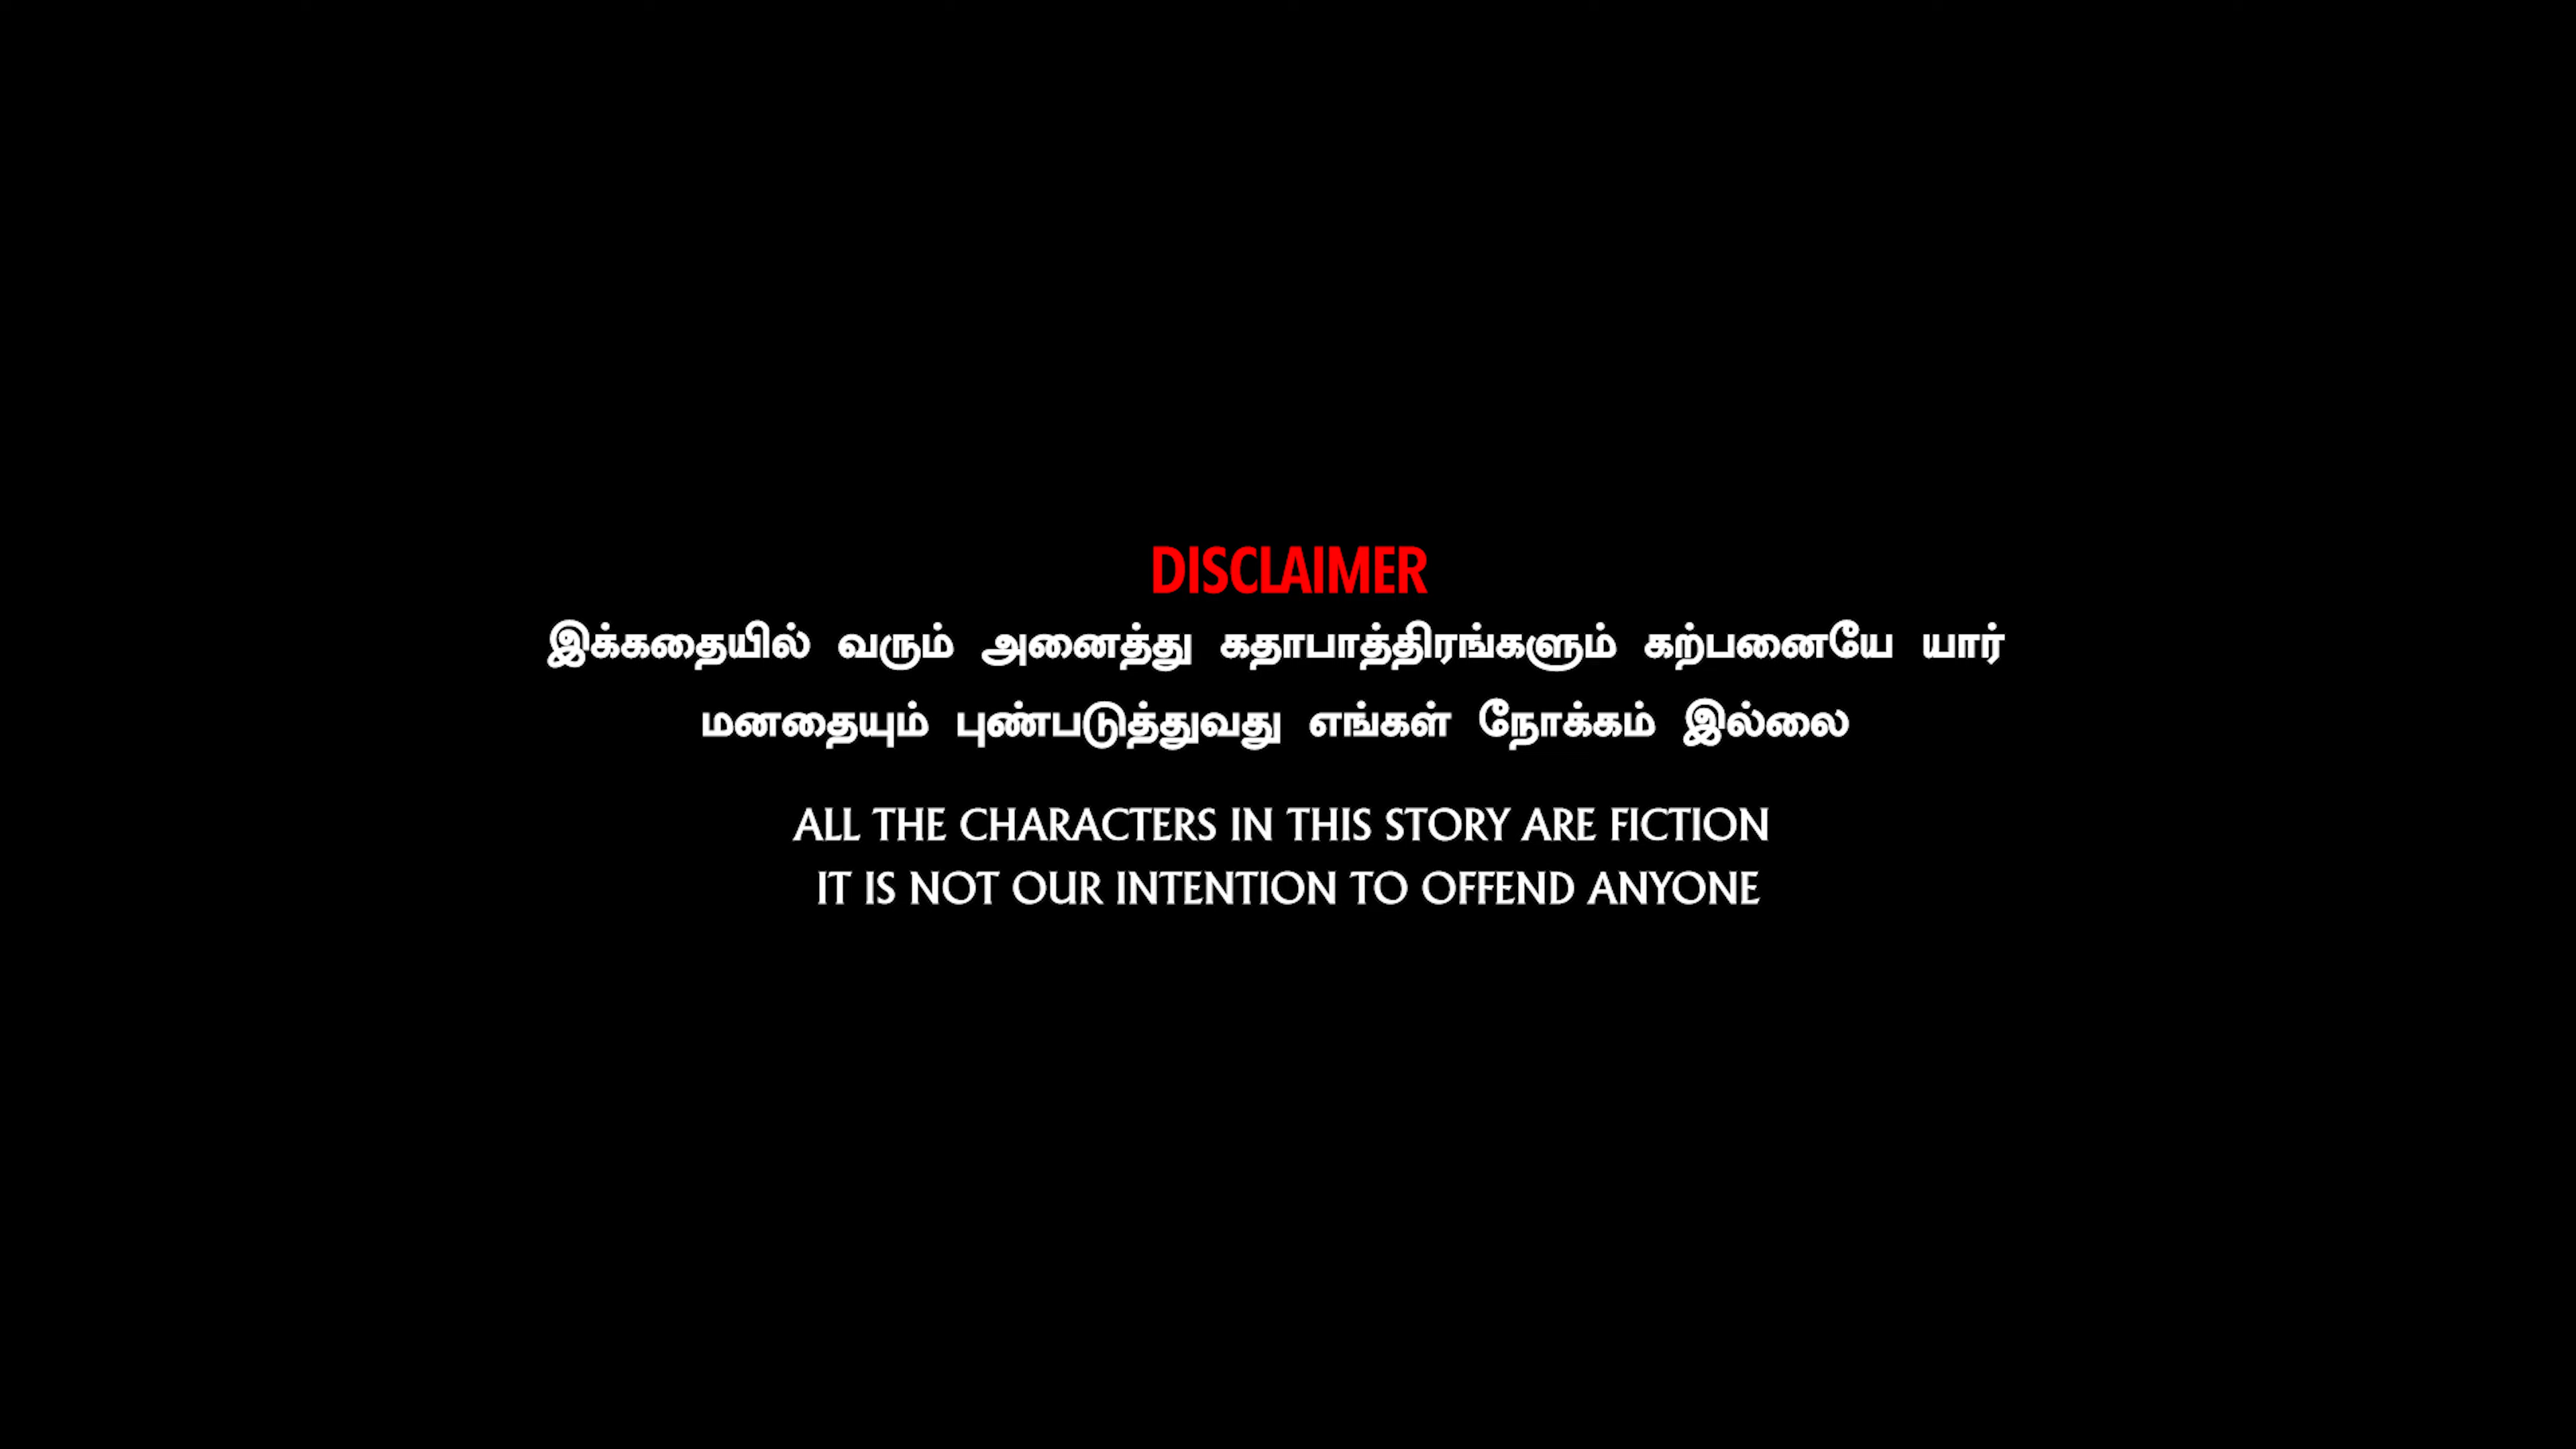 DISCLAIMER
இக்கதையில் வரும் அனைத்து கதாபாத்திரங்களும் கற்பனையே யார்
மனதையும் புண்படுத்துவது எங்கள் நோக்கம் இல்லை
ALL THE CHARACTERS IN THIS STORY ARE FICTION
IT IS NOT OUR INTENTION TO OFFEND ANYONE